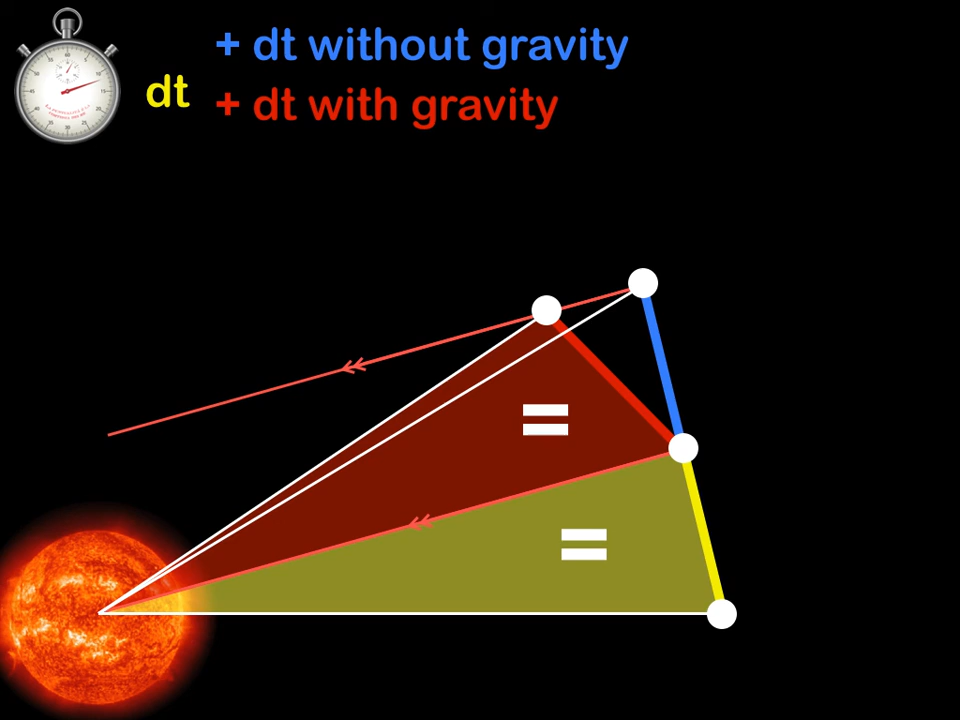 + dt without gravity
dt
+ dt with gravity
=
=